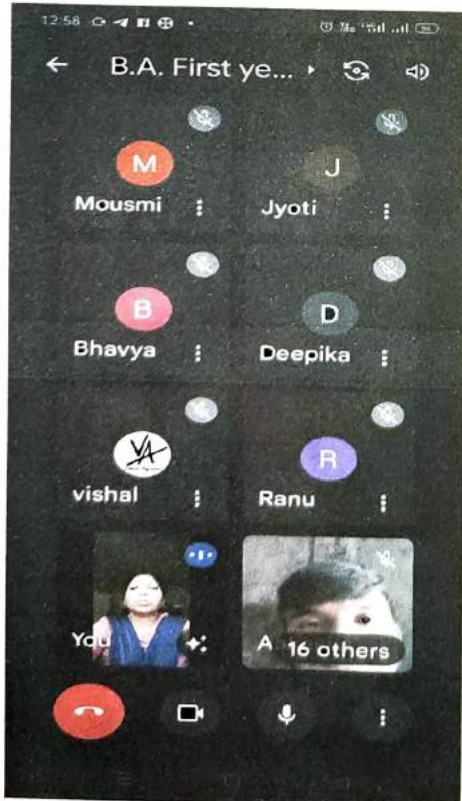 12:58
B.A. First ye...
M
J
Mousmi
Jyoti
B
D
Bhavya
Deepika
VA
R
vishal
Ranu
You
A 16 others